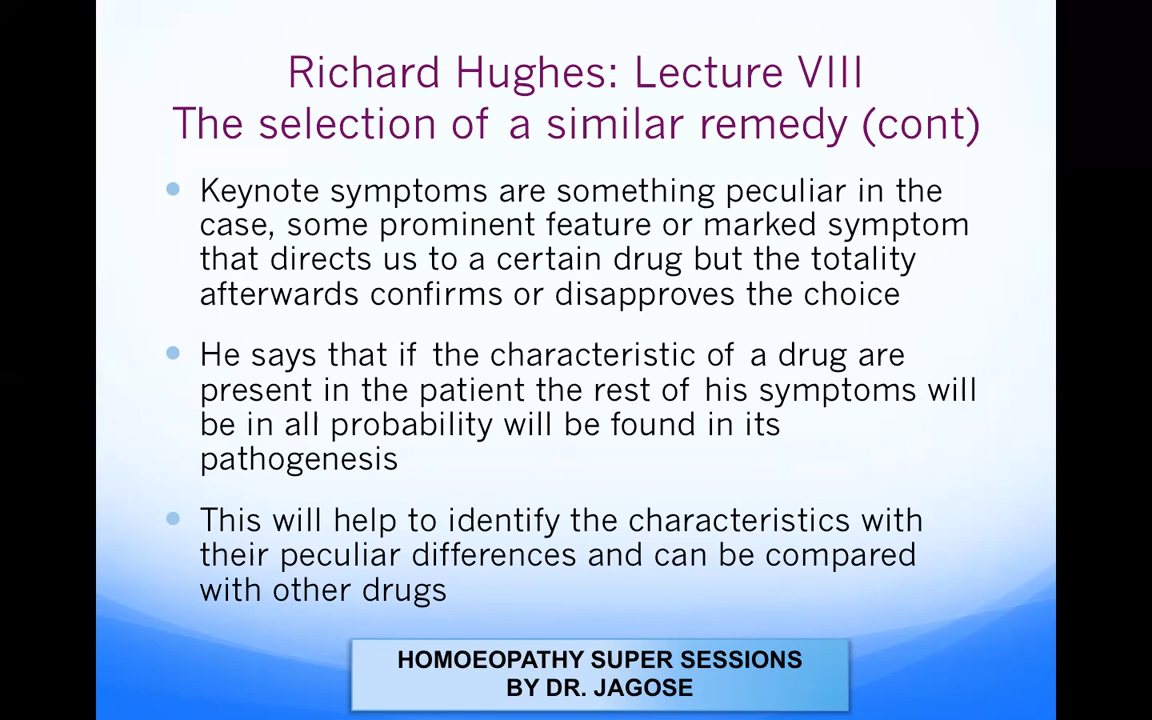 Richard Hughes: Lecture VIII
The selection of a similar remedy (cont)
Keynote symptoms are something peculiar in the
case, some prominent feature or marked symptom
that directs us to a certain drug but the totality
afterwards confirms or disapproves the choice
He says that if the characteristic of a drug are
present in the patient the rest of his symptoms will
be in all probability will be found in its
pathogenesis
This will help to identify the characteristics with
their peculiar differences and can be compared
with other drugs
HOMOEOPATHY SUPER SESSIONS
BY DR. JAGOSE